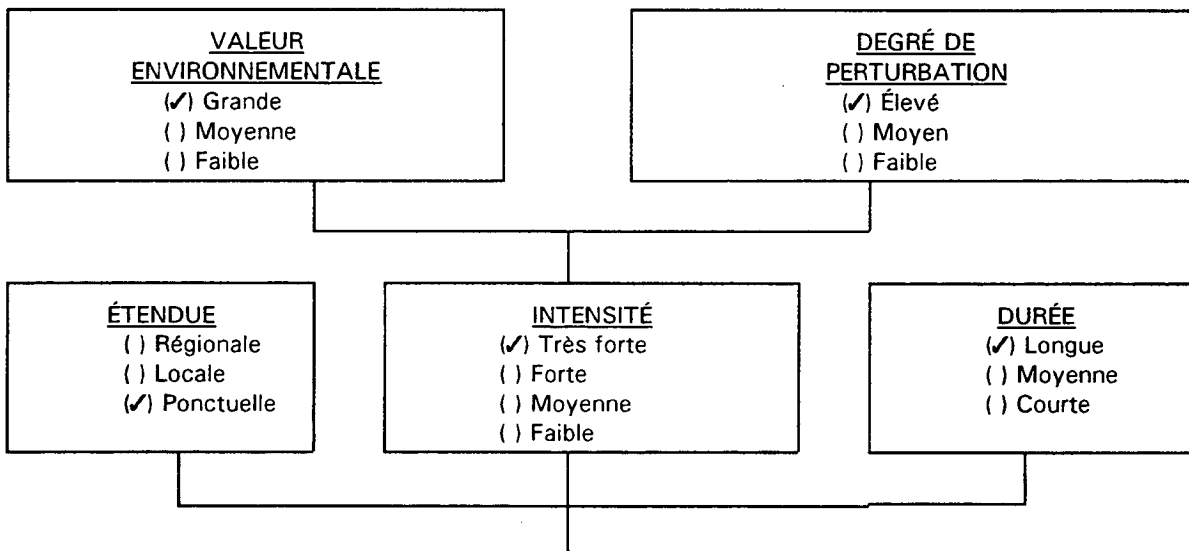 VALEUR
ENVIRONNEMENTALE
(✓) Grande
( ) Moyenne
( ) Faible
DEGRÉ DE
PERTURBATION
(✓) Élevé
( ) Moyen
( ) Faible
ÉTENDUE
( ) Régionale
( ) Locale
(✓) Ponctuelle
INTENSITÉ
(✓) Très forte
( ) Forte
( ) Moyenne
( ) Faible
DURÉE
(✓) Longue
( ) Moyenne
( ) Courte